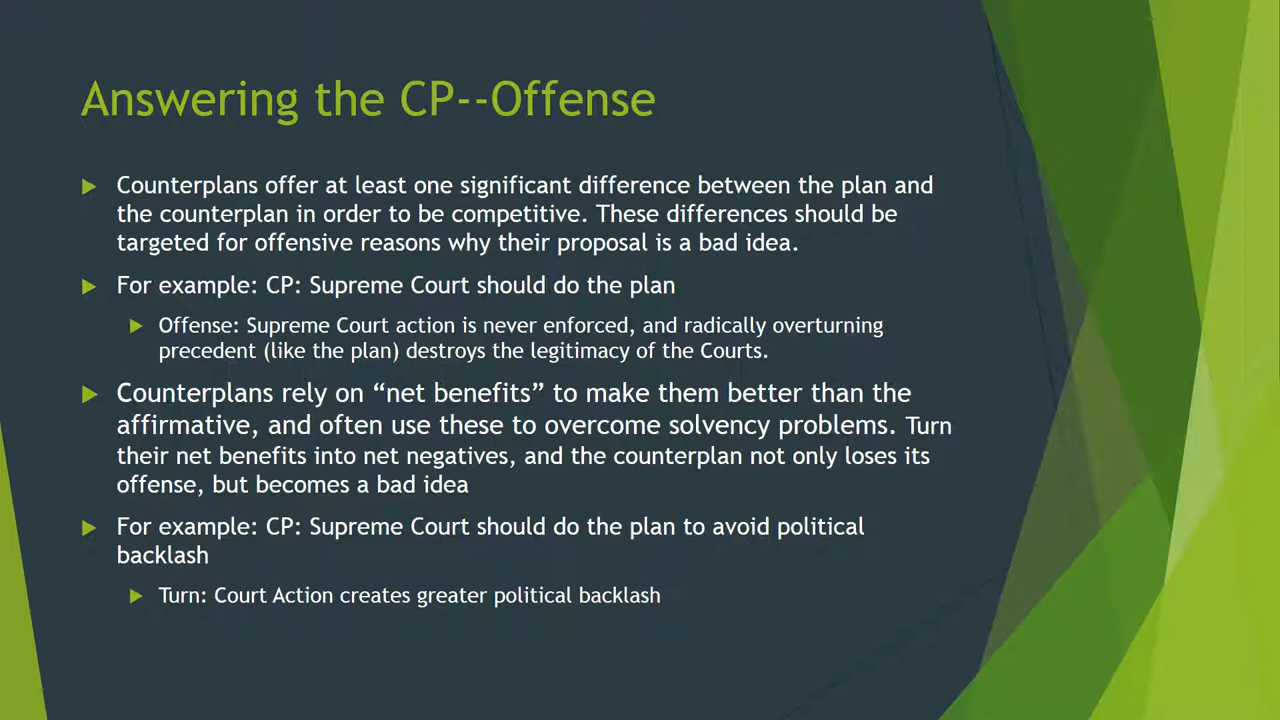 Answering the CP--Offense
Counterplans offer at least one significant difference between the plan and
the counterplan in order to be competitive. These differences should be
targeted for offensive reasons why their proposal is a bad idea.
For example: CP: Supreme Court should do the plan
Offense: Supreme Court action is never enforced, and radically overturning
precedent (like the plan) destroys the legitimacy of the Courts.
Counterplans rely on “net benefits” to make them better than the
affirmative, and often use these to overcome solvency problems. Turn
their net benefits into net negatives, and the counterplan not only loses its
offense, but becomes a bad idea
For example: CP: Supreme Court should do the plan to avoid political
backlash
Turn: Court Action creates greater political backlash